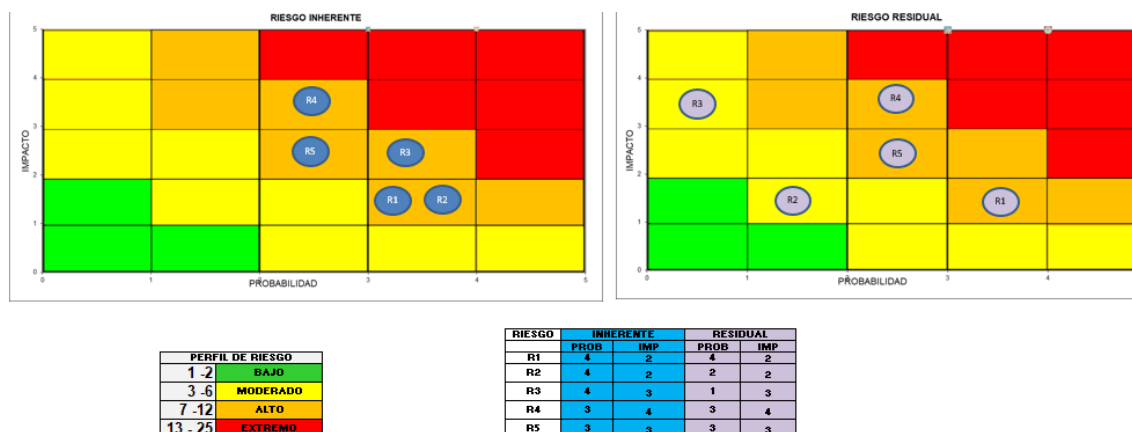 RIESGO INHERENTE
5
4
3
2
1
0
IMPACTO
R4
R5
R3
R1
R2
0 1 2 3 4 5
PROBABILIDAD
RIESGO RESIDUAL
5
4
3
2
1
0
IMPACTO
R3
R4
R5
R2
R1
0 1 2 3 4
PROBABILIDAD
PERFIL DE RIESGO
1 -2 BAJO
3 -6 MODERADO
7 -12 ALTO
13 - 25 EXTREMO
RIESGO INHERENTE RESIDUAL
PROB IMP PROB IMP
R1 4 2 4 2
R2 4 2 2 2
R3 4 3 1 3
R4 3 4 3 4
R5 3 3 3 3